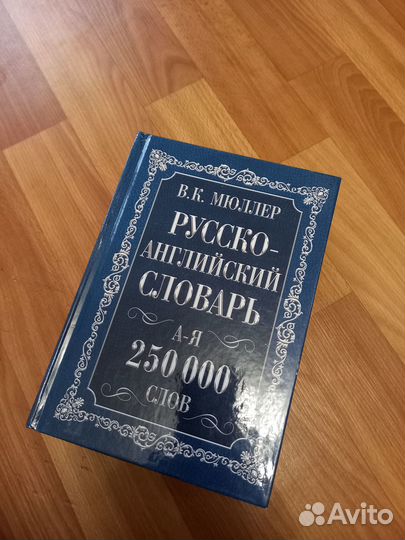 В.К. МЮЛЛЕР
РУССКО-
АНГЛИЙСКИЙ
СЛОВАРЬ
А-Я
250 000
СЛОВ
Avito